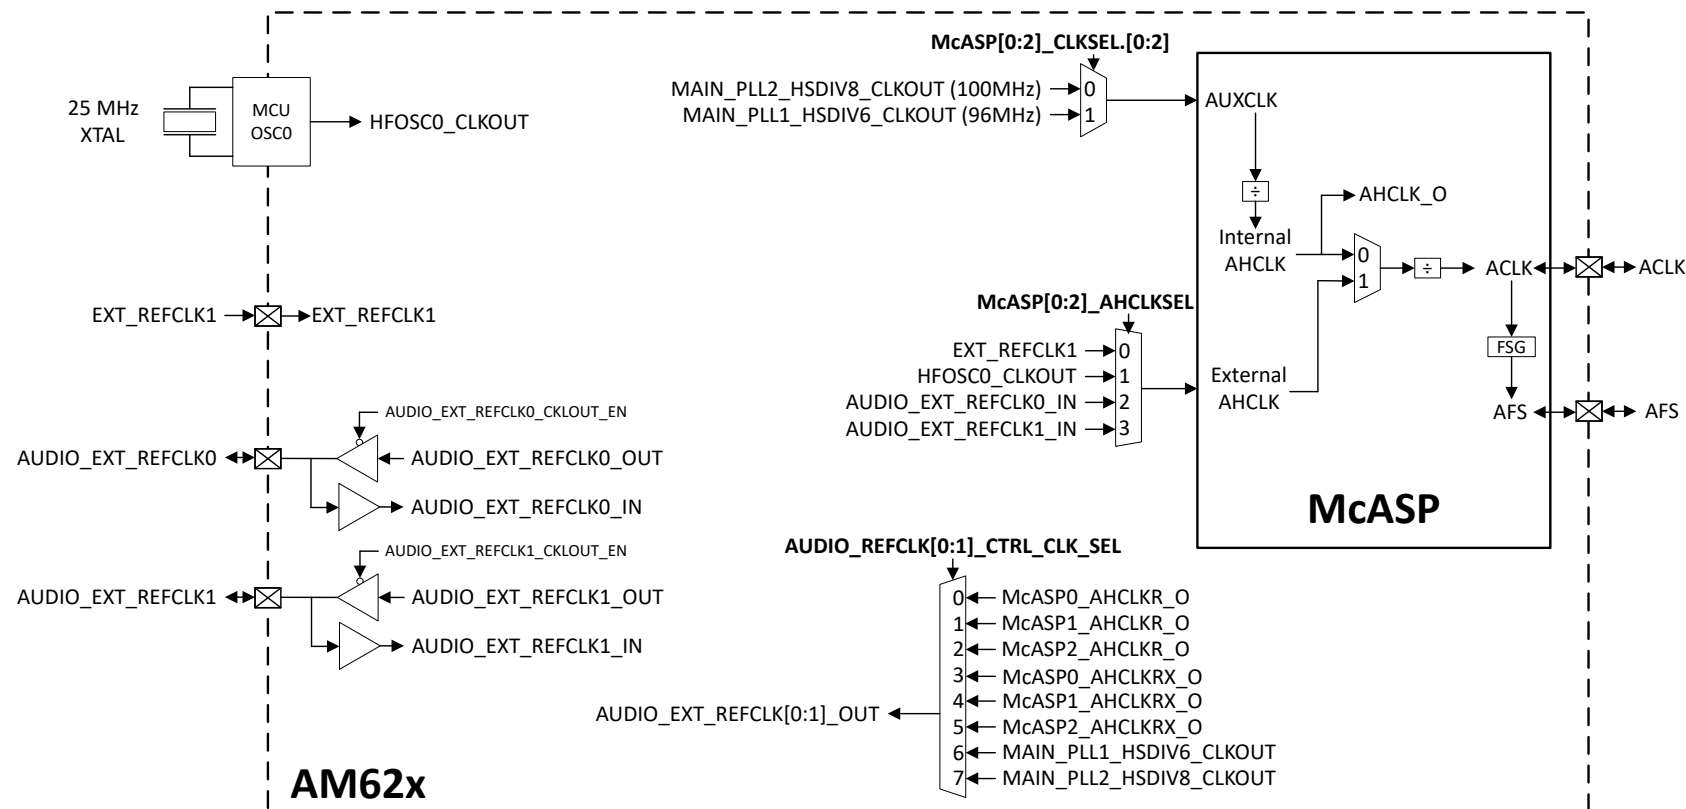 McASP[0:2]_CLKSEL.[0:2]
MAIN_PLL2_HSDIV8_CLKOUT (100MHz)
0
MAIN_PLL1_HSDIV6_CLKOUT (96MHz)
1
25 MHz
XTAL
MCU
OSC0
HFOSC0_CLKOUT
AUXCLK
÷
AHCLK_O
Internal
AHCLK
0
1
÷
ACLK
ACLK
EXT_REFCLK1
EXT_REFCLK1
McASP[0:2]_AHCLKSEL
EXT_REFCLK1
0
HFOSC0_CLKOUT
1
AUDIO_EXT_REFCLK0_IN
2
AUDIO_EXT_REFCLK1_IN
3
External
AHCLK
FSG
AFS
AFS
McASP
AUDIO_EXT_REFCLK0_CKLOUT_EN
AUDIO_EXT_REFCLK0
AUDIO_EXT_REFCLK0_OUT
AUDIO_EXT_REFCLK0_IN
AUDIO_EXT_REFCLK1_CKLOUT_EN
AUDIO_EXT_REFCLK1
AUDIO_EXT_REFCLK1_OUT
AUDIO_EXT_REFCLK1_IN
AUDIO_REFCLK[0:1]_CTRL_CLK_SEL
0
McASP0_AHCLKR_O
1
McASP1_AHCLKR_O
2
McASP2_AHCLKR_O
3
McASP0_AHCLKRX_O
4
McASP1_AHCLKRX_O
5
McASP2_AHCLKRX_O
6
MAIN_PLL1_HSDIV6_CLKOUT
7
MAIN_PLL2_HSDIV8_CLKOUT
AUDIO_EXT_REFCLK[0:1]_OUT
AM62x